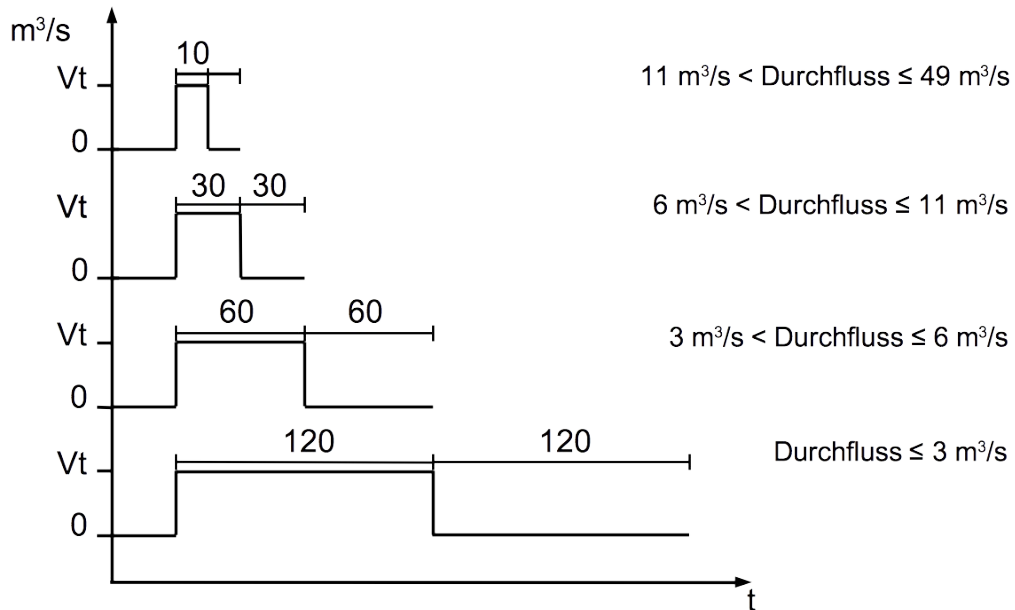 m³/s
10
Vt
11 m³/s < Durchfluss ≤ 49 m³/s
0
30 30
Vt
6 m³/s < Durchfluss ≤ 11 m³/s
0
60 60
Vt
3 m³/s < Durchfluss ≤ 6 m³/s
0
120 120
Vt
Durchfluss ≤ 3 m³/s
0
t